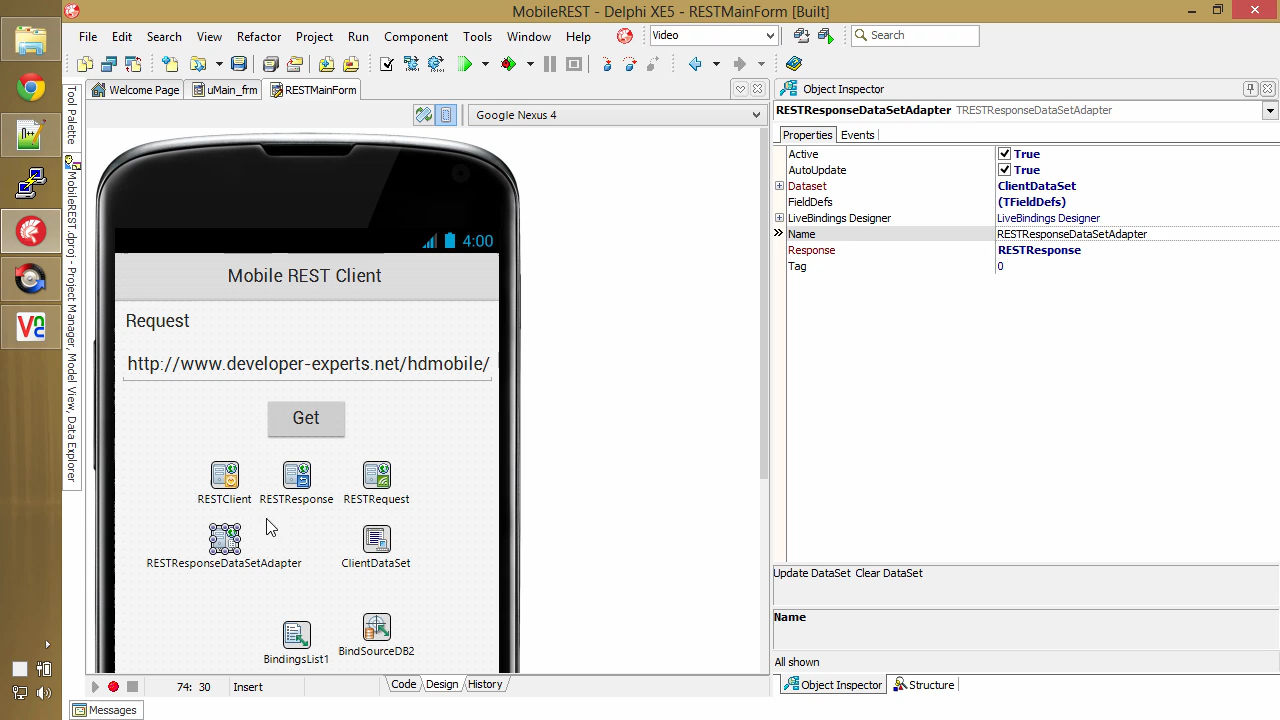 MobileREST - Delphi XE5 - RESTMainForm [Built]
File Edit Search View Refactor Project Run Component Tools Window Help
Video
Search
Welcome Page
uMain_frm
RESTMainForm
Tool Palette
MobileREST.dproj - Project Manager, Model View, Data Explorer
Google Nexus 4
4:00
Mobile REST Client
Request
http://www.developer-experts.net/hdmobile/
Get
RESTClient RESTResponse RESTRequest
RESTResponseDataSetAdapter ClientDataSet
BindingsList1 BindSourceDB2
74: 30 Insert
Code Design History
Messages
Object Inspector
RESTResponseDataSetAdapter TRESTResponseDataSetAdapter
Properties Events
Active True
AutoUpdate True
Dataset ClientDataSet
FieldDefs (TFieldDefs)
LiveBindings Designer LiveBindings Designer
Name RESTResponseDataSetAdapter
Response RESTResponse
Tag 0
Update DataSet Clear DataSet
Name
All shown
Object Inspector Structure